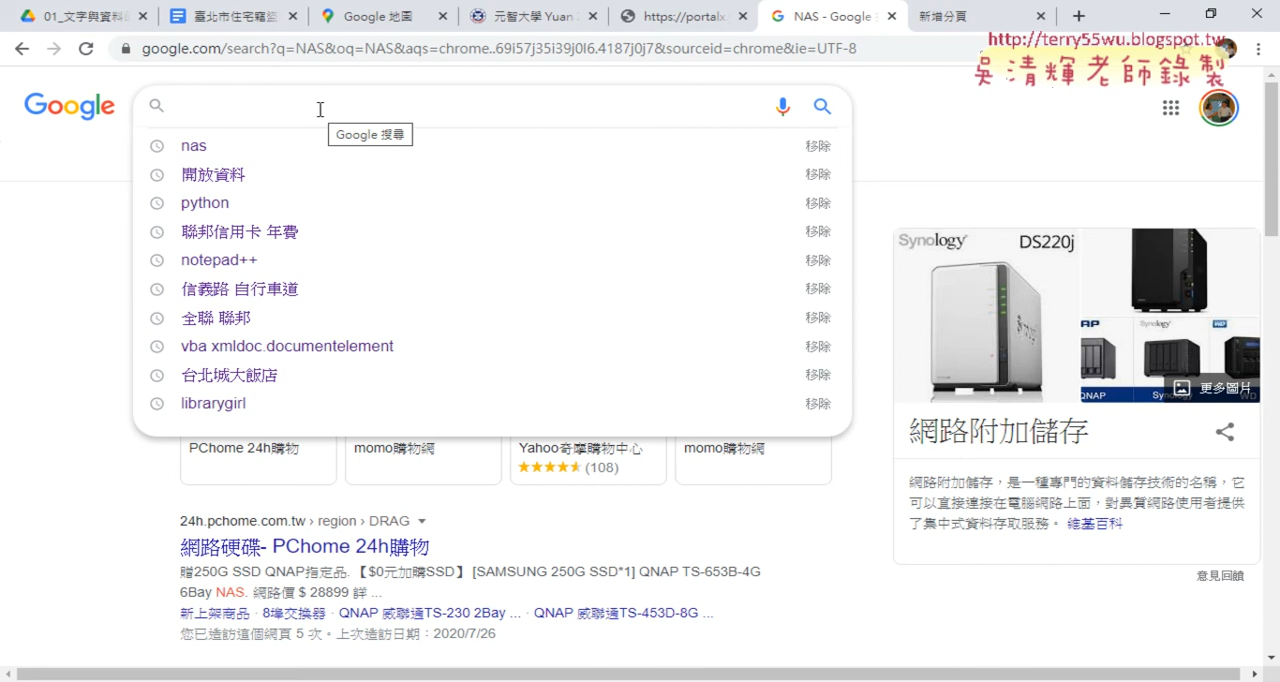 01_文字與資料
臺北市住宅竊盜
Google 地圖
元智大學 Yuan
https://portalx
NAS - Google
新增分頁
google.com/search?q=NAS&oq=NAS&aqs=chrome..69i57j35i39j0l6.4187j0j7&sourceid=chrome&ie=UTF-8
http://terry55wu.blogspot.tw
吳清輝老師錄製
Google
Google 搜尋
nas 移除
開放資料 移除
python 移除
聯邦信用卡 年費 移除
notepad++ 移除
信義路 自行車道 移除
全聯 聯邦 移除
vba xmldoc.documentelement 移除
台北城大飯店 移除
librarygirl 移除
Synology DS220j
Synology
QNAP
更多圖片
網路附加儲存
網路附加儲存，是一種專門的資料儲存技術的名稱，它
可以直接連接在電腦網路上面，對異質網路使用者提供
了集中式資料存取服務。 維基百科
意見回饋
PChome 24h購物
momo購物網
Yahoo奇摩購物中心
(108)
momo購物網
24h.pchome.com.tw › region › DRAG
網路硬碟- PChome 24h購物
贈250G SSD QNAP指定品. 【$0元加購SSD】 [SAMSUNG 250G SSD*1] QNAP TS-653B-4G
6Bay NAS. 網路價 $ 28899 詳 ...
新上架商品 · 8埠交換器 · QNAP 威聯通TS-230 2Bay ... · QNAP 威聯通TS-453D-8G ...
您已造訪這個網頁 5 次。上次造訪日期：2020/7/26